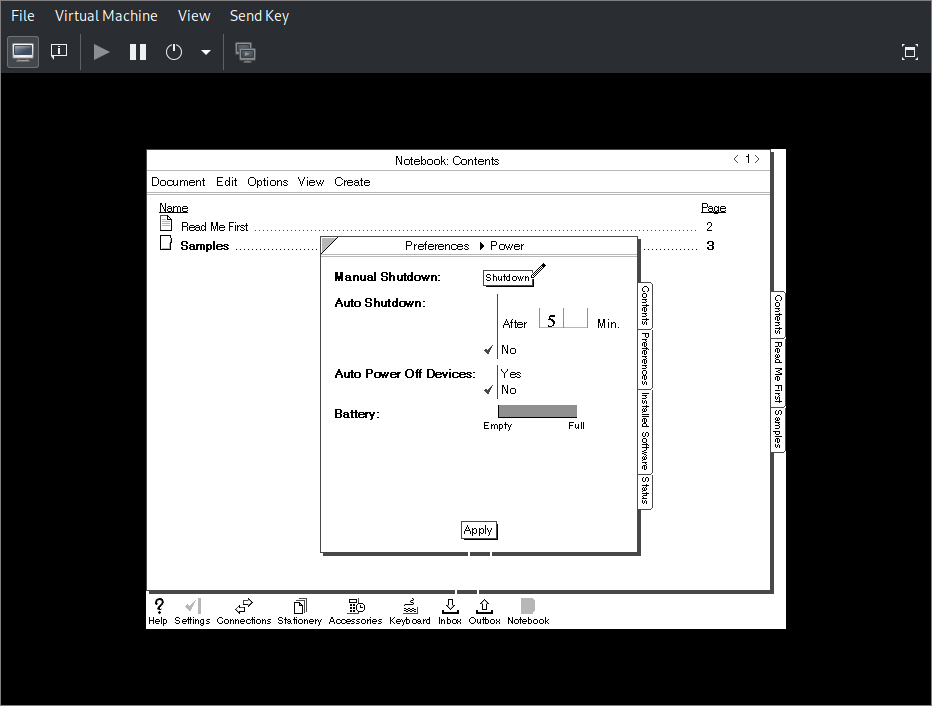 File Virtual Machine View Send Key
Notebook: Contents < 1 >
Document Edit Options View Create
Name Page
Read Me First 2
Samples 3
Preferences Power
Manual Shutdown: Shutdown
Auto Shutdown:
After 5 Min.
No
Auto Power Off Devices: Yes
No
Battery:
Empty Full
Apply
Contents
Preferences
Installed Software
Status
Contents
Read Me First
Samples
Help Settings Connections Stationery Accessories Keyboard Inbox Outbox Notebook